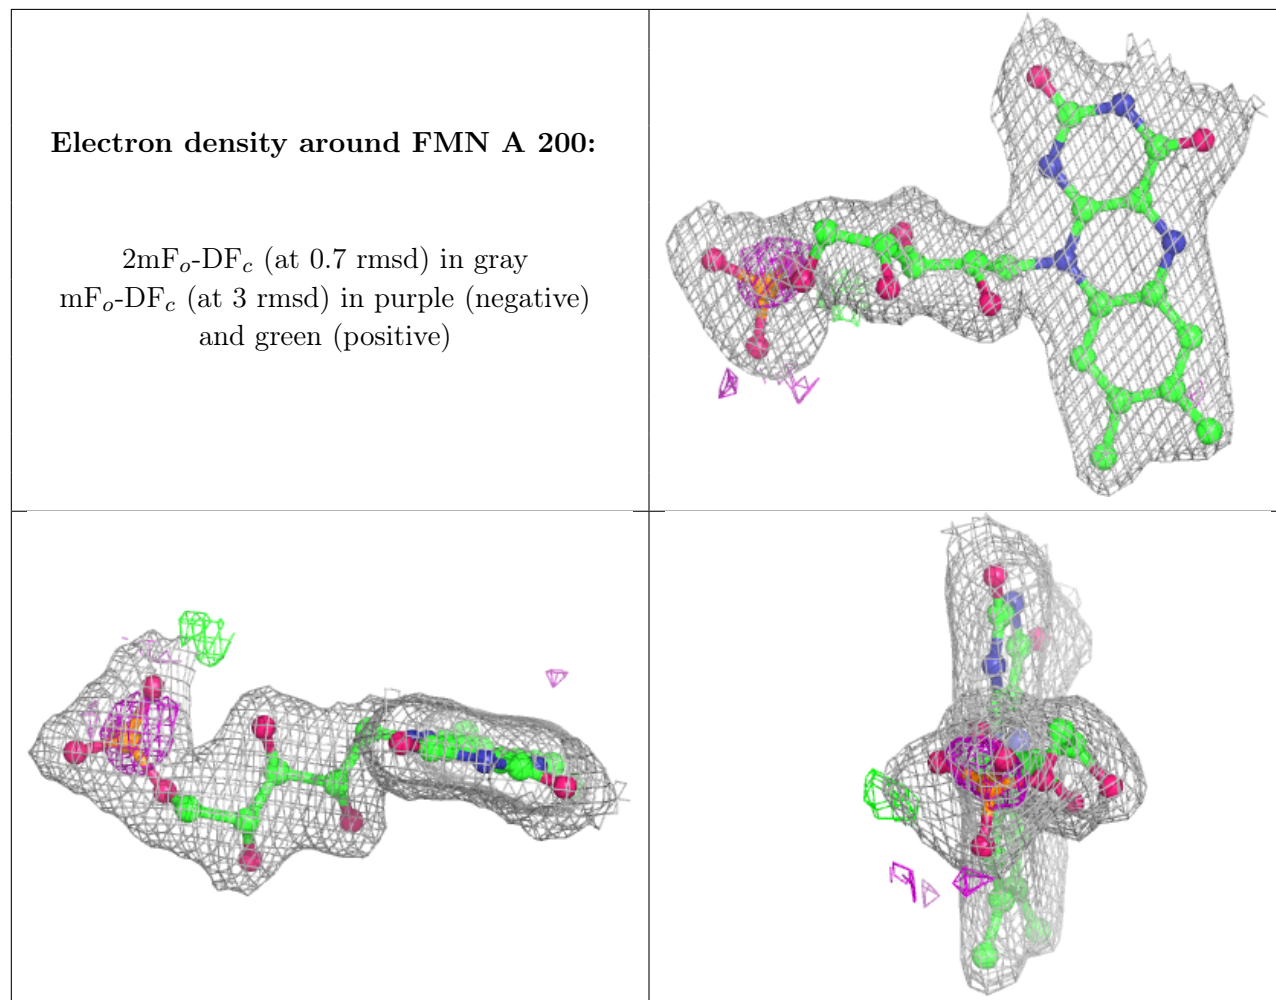 Electron density around FMN A 200:
2mFo-DFc (at 0.7 rmsd) in gray
mFo-DFc (at 3 rmsd) in purple (negative)
and green (positive)